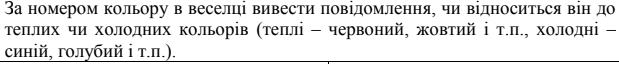 За номером кольору в веселці вивести повідомлення, чи відноситься він до
теплих чи холодних кольорів (теплі – червоний, жовтий і т.п., холодні –
синій, голубий і т.п.).